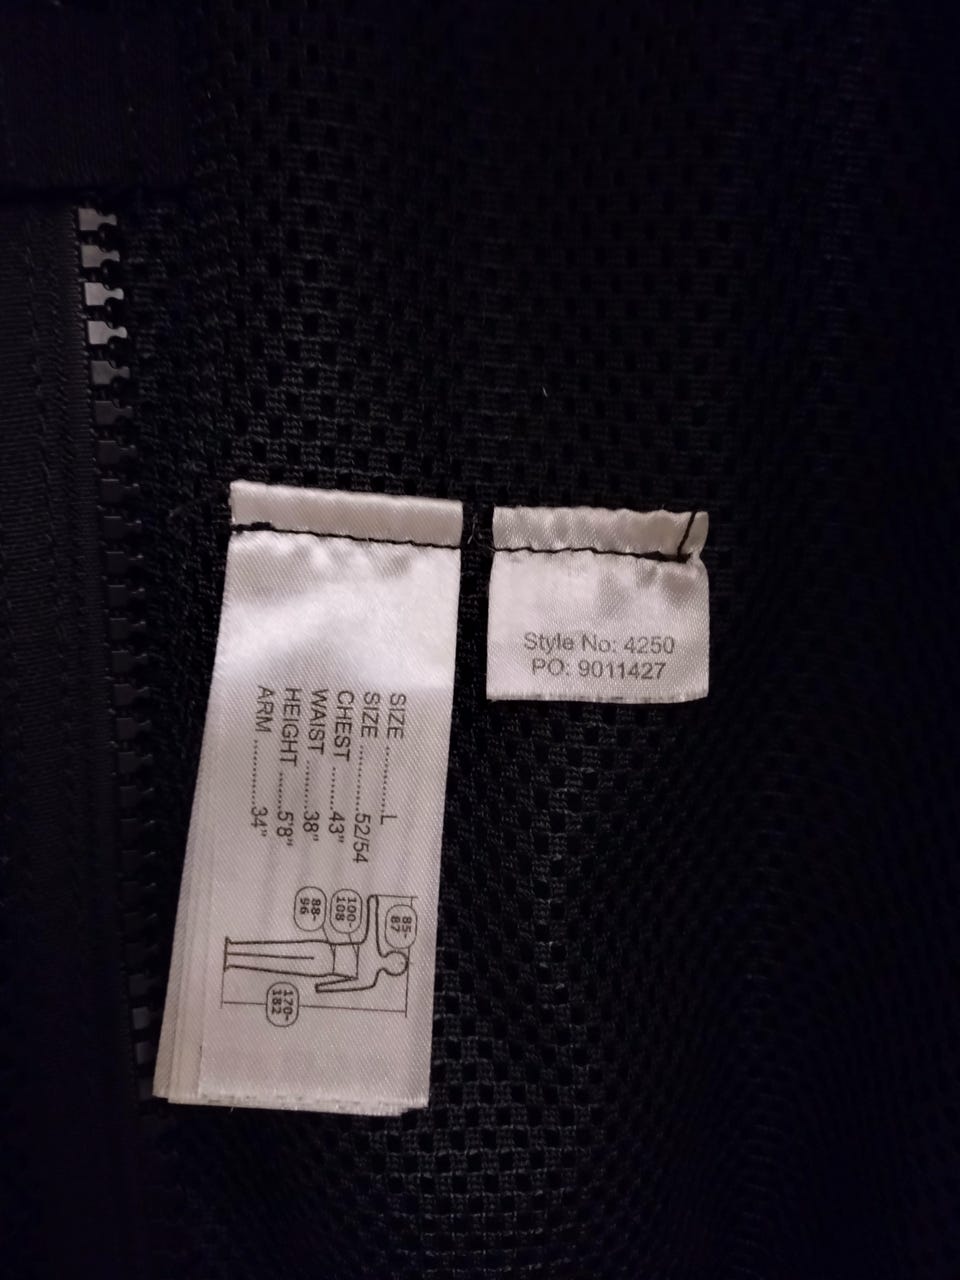 SIZE ............L
SIZE ............52/54
CHEST .........43"
WAIST ..........38"
HEIGHT ........5'8"
ARM ..............34"
85-
87
100-
108
88-
96
170-
182
Style No: 4250
PO: 9011427